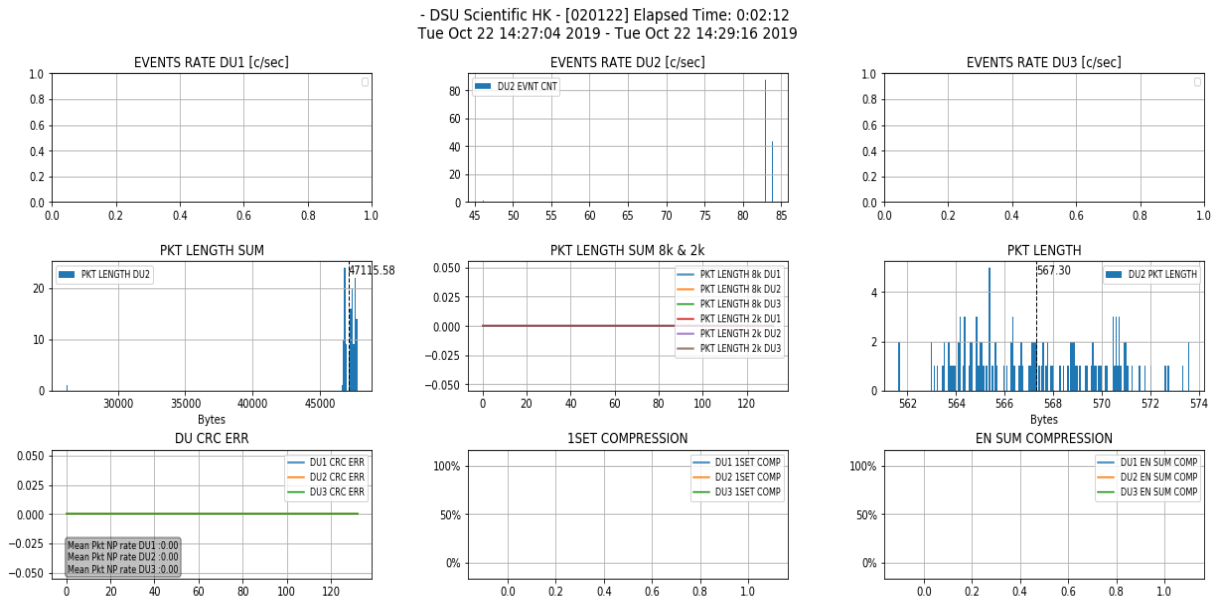 - DSU Scientific HK - [020122] Elapsed Time: 0:02:12
Tue Oct 22 14:27:04 2019 - Tue Oct 22 14:29:16 2019
EVENTS RATE DU1 [c/sec]
1.0
0.8
0.6
0.4
0.2
0.0
0.0 0.2 0.4 0.6 0.8 1.0
EVENTS RATE DU2 [c/sec]
DU2 EVNT CNT
80
60
40
20
0
45 50 55 60 65 70 75 80 85
EVENTS RATE DU3 [c/sec]
1.0
0.8
0.6
0.4
0.2
0.0
0.0 0.2 0.4 0.6 0.8 1.0
PKT LENGTH SUM
PKT LENGTH DU2
47115.58
20
10
0
30000 35000 40000 45000
Bytes
PKT LENGTH SUM 8k & 2k
0.050
0.025
0.000
−0.025
−0.050
PKT LENGTH 8k DU1
PKT LENGTH 8k DU2
PKT LENGTH 8k DU3
PKT LENGTH 2k DU1
PKT LENGTH 2k DU2
PKT LENGTH 2k DU3
0 20 40 60 80 100 120
PKT LENGTH
567.30
DU2 PKT LENGTH
4
2
0
562 564 566 568 570 572 574
Bytes
DU CRC ERR
0.050
0.025
0.000
−0.025
−0.050
DU1 CRC ERR
DU2 CRC ERR
DU3 CRC ERR
Mean Pkt NP rate DU1 :0.00
Mean Pkt NP rate DU2 :0.00
Mean Pkt NP rate DU3 :0.00
0 20 40 60 80 100 120
1SET COMPRESSION
100%
50%
0%
DU1 1SET COMP
DU2 1SET COMP
DU3 1SET COMP
0.0 0.2 0.4 0.6 0.8 1.0
EN SUM COMPRESSION
100%
50%
0%
DU1 EN SUM COMP
DU2 EN SUM COMP
DU3 EN SUM COMP
0.0 0.2 0.4 0.6 0.8 1.0